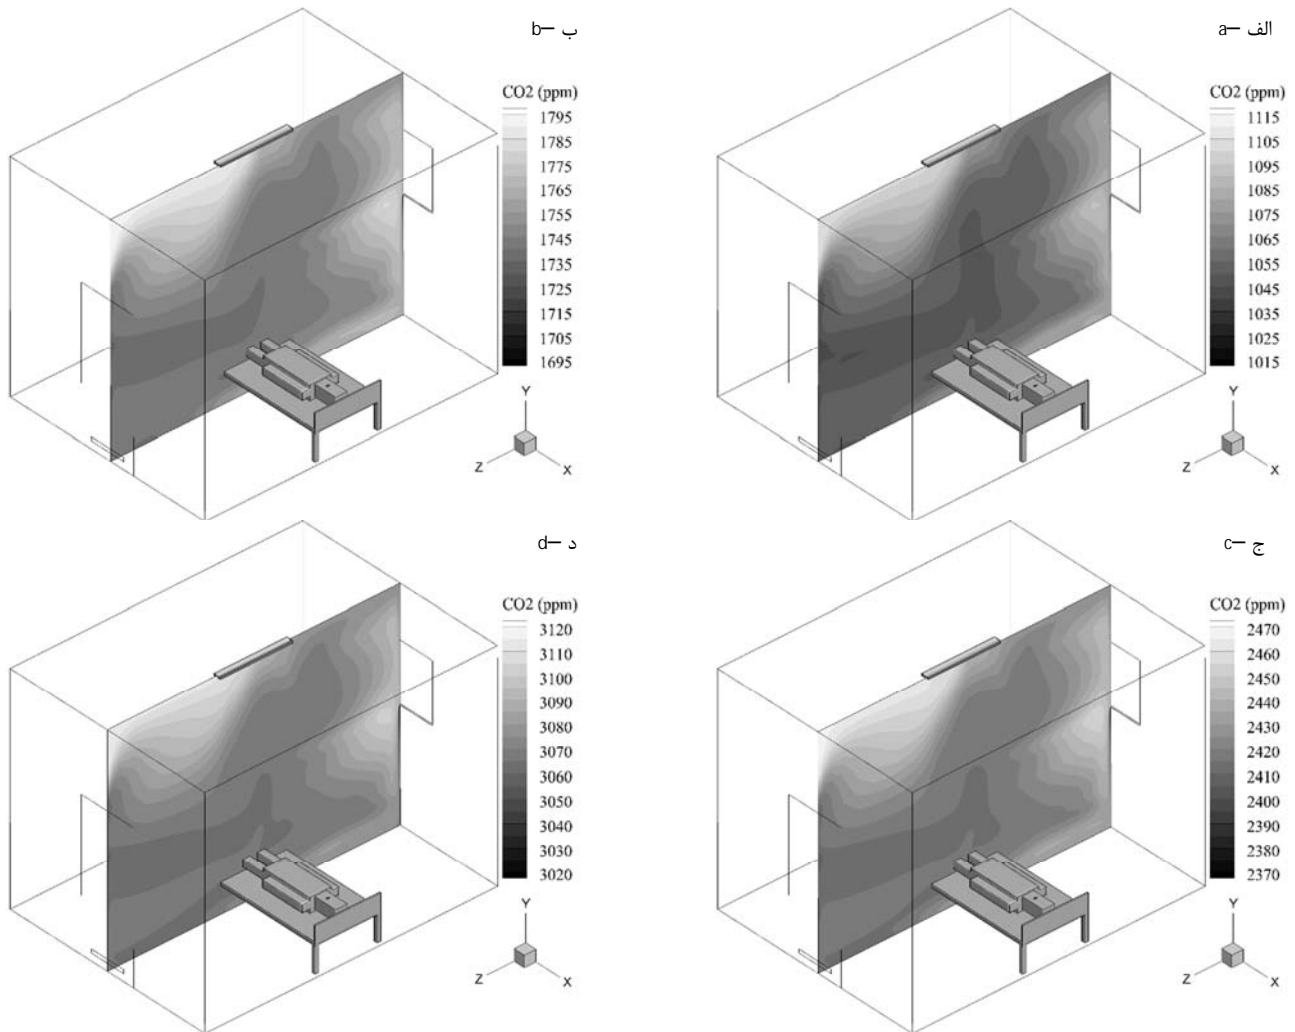 الف –a
CO2 (ppm)
1115
1105
1095
1085
1075
1065
1055
1045
1035
1025
1015
Y
Z
X
ب –b
CO2 (ppm)
1795
1785
1775
1765
1755
1745
1735
1725
1715
1705
1695
Y
Z
X
ج –c
CO2 (ppm)
2470
2460
2450
2440
2430
2420
2410
2400
2390
2380
2370
Y
Z
X
د –d
CO2 (ppm)
3120
3110
3100
3090
3080
3070
3060
3050
3040
3030
3020
Y
Z
X